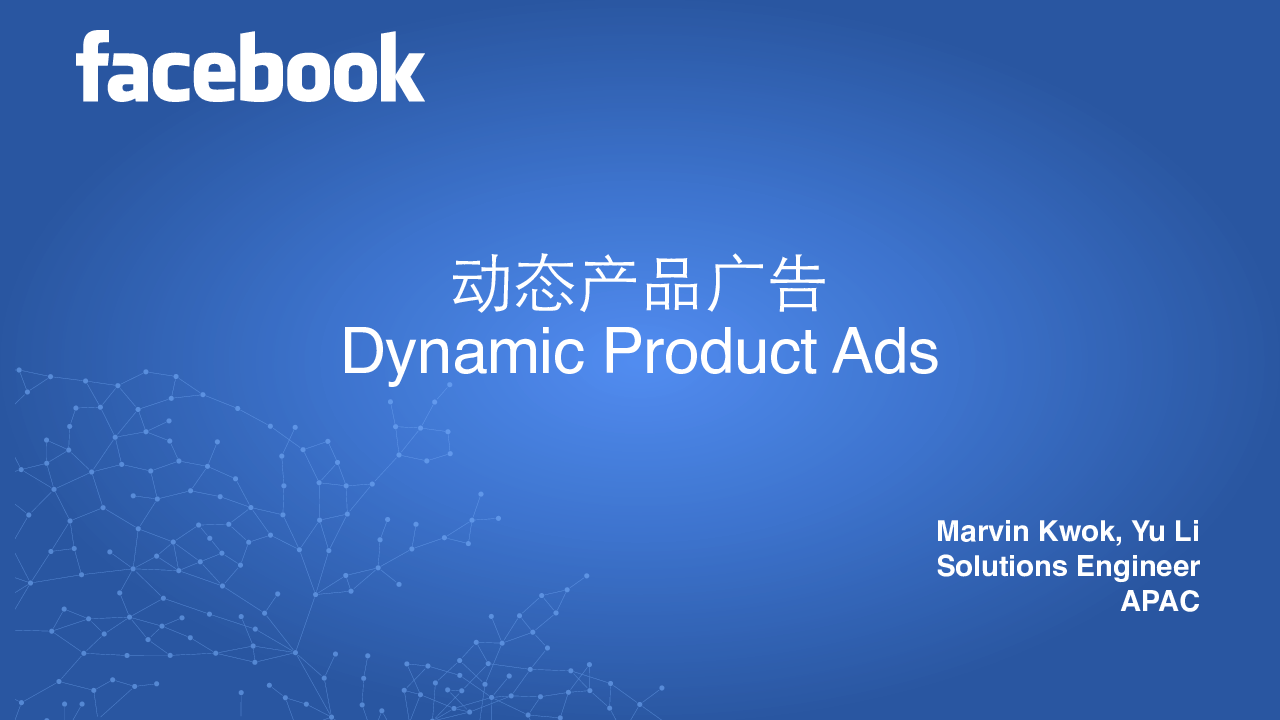 facebook
动态产品广告
Dynamic Product Ads
Marvin Kwok, Yu Li
Solutions Engineer
APAC